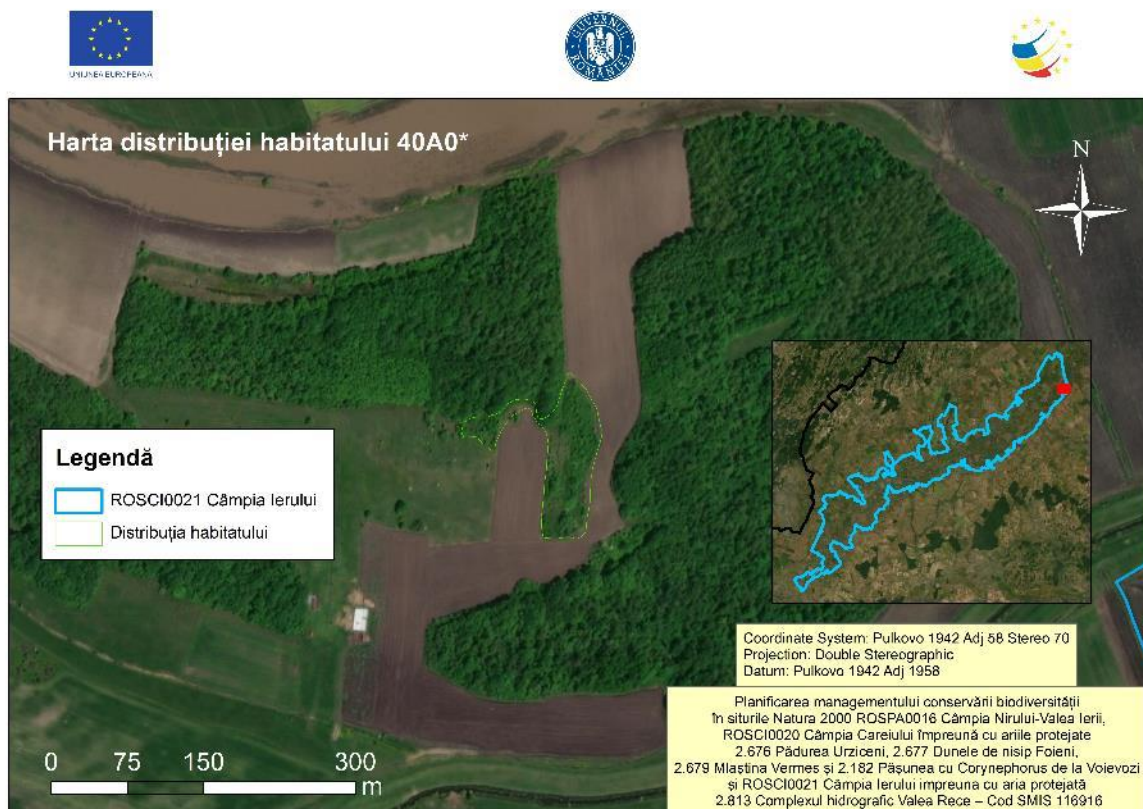 UNIUNEA EUROPEANĂ
GUVERNUL ROMÂNIEI
Harta distribuției habitatului 40A0*
N
Legendă
ROSCI0021 Câmpia Ierului
Distribuția habitatului
Coordinate System: Pulkovo 1942 Adj 58 Stereo 70
Projection: Double Stereographic
Datum: Pulkovo 1942 Adj 1958
Planificarea managementului conservării biodiversității
în siturile Natura 2000 ROSPA0016 Câmpia Nirului-Valea Ierii,
ROSCI0020 Câmpia Careiului împreună cu ariile protejate
2.676 Pădurea Urziceni, 2.677 Dunele de nisip Foieni,
2.679 Mlaștina Vermes și 2.182 Pășunea cu Corynephorus de la Voievozi
și ROSCI0021 Câmpia Ierului impreuna cu aria protejată
2.813 Complexul hidrografic Valea Rece – Cod SMIS 116916
0 75 150 300
m